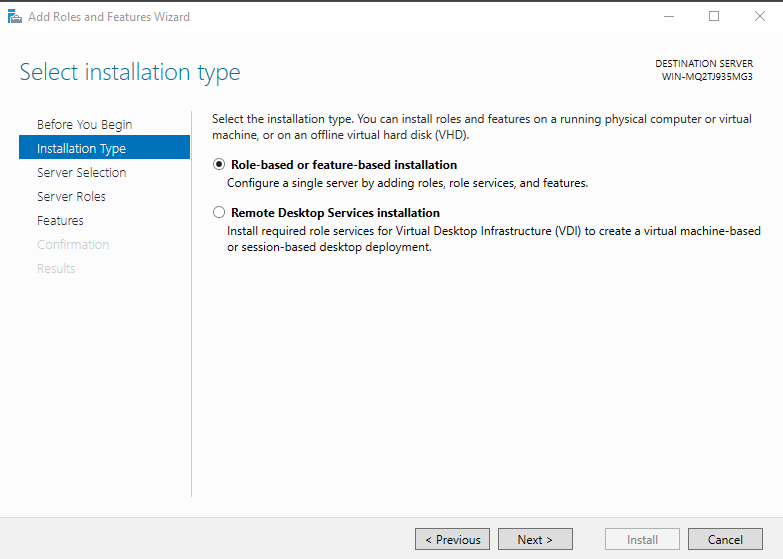 Add Roles and Features Wizard
Select installation type
DESTINATION SERVER
WIN-MQ2TJ935MG3
Before You Begin
Installation Type
Server Selection
Server Roles
Features
Confirmation
Results
Select the installation type. You can install roles and features on a running physical computer or virtual
machine, or on an offline virtual hard disk (VHD).
Role-based or feature-based installation
Configure a single server by adding roles, role services, and features.
Remote Desktop Services installation
Install required role services for Virtual Desktop Infrastructure (VDI) to create a virtual machine-based
or session-based desktop deployment.
< Previous
Next >
Install
Cancel